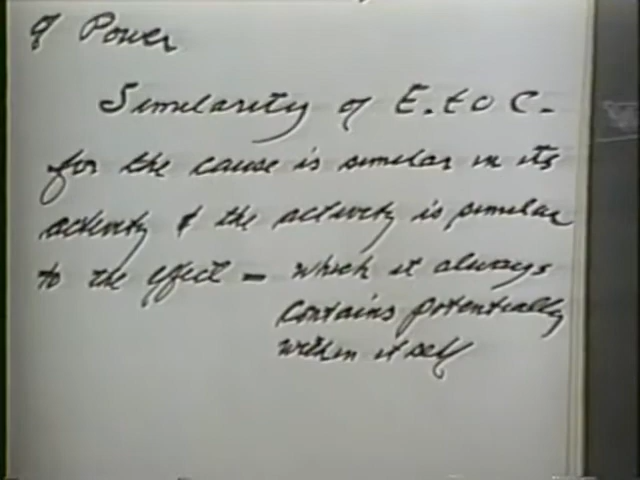 of Power
Similarity of E. to C.
for the cause is similar in its
activity & the activity is similar
to the effect — which it always
contains potentially
within itself